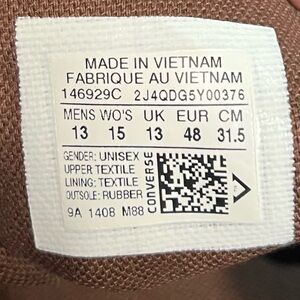 MADE IN VIETNAM
FABRIQUE AU VIETNAM
146929C 2J4QDG5Y00376
MENS WO'S UK EUR CM
13 15 13 48 31.5
GENDER: UNISEX
UPPER TEXTILE
LINING: TEXTILE
OUTSOLE: RUBBER
9A 1408 M88
CONVERSE